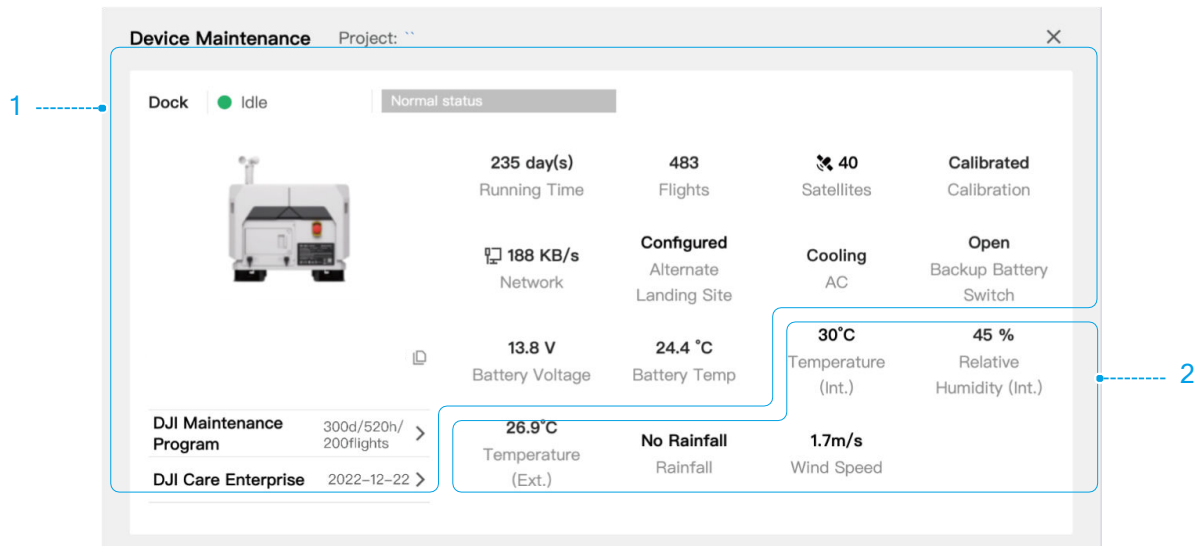 Device Maintenance Project: ``
1
Dock Idle Normal status
235 day(s)
Running Time
483
Flights
40
Satellites
Calibrated
Calibration
188 KB/s
Network
Configured
Alternate
Landing Site
Cooling
AC
Open
Backup Battery
Switch
13.8 V
Battery Voltage
24.4 °C
Battery Temp
30°C
Temperature
(Int.)
45 %
Relative
Humidity (Int.)
2
DJI Maintenance
Program
300d/520h/
200flights
DJI Care Enterprise 2022-12-22
26.9°C
Temperature
(Ext.)
No Rainfall
Rainfall
1.7m/s
Wind Speed